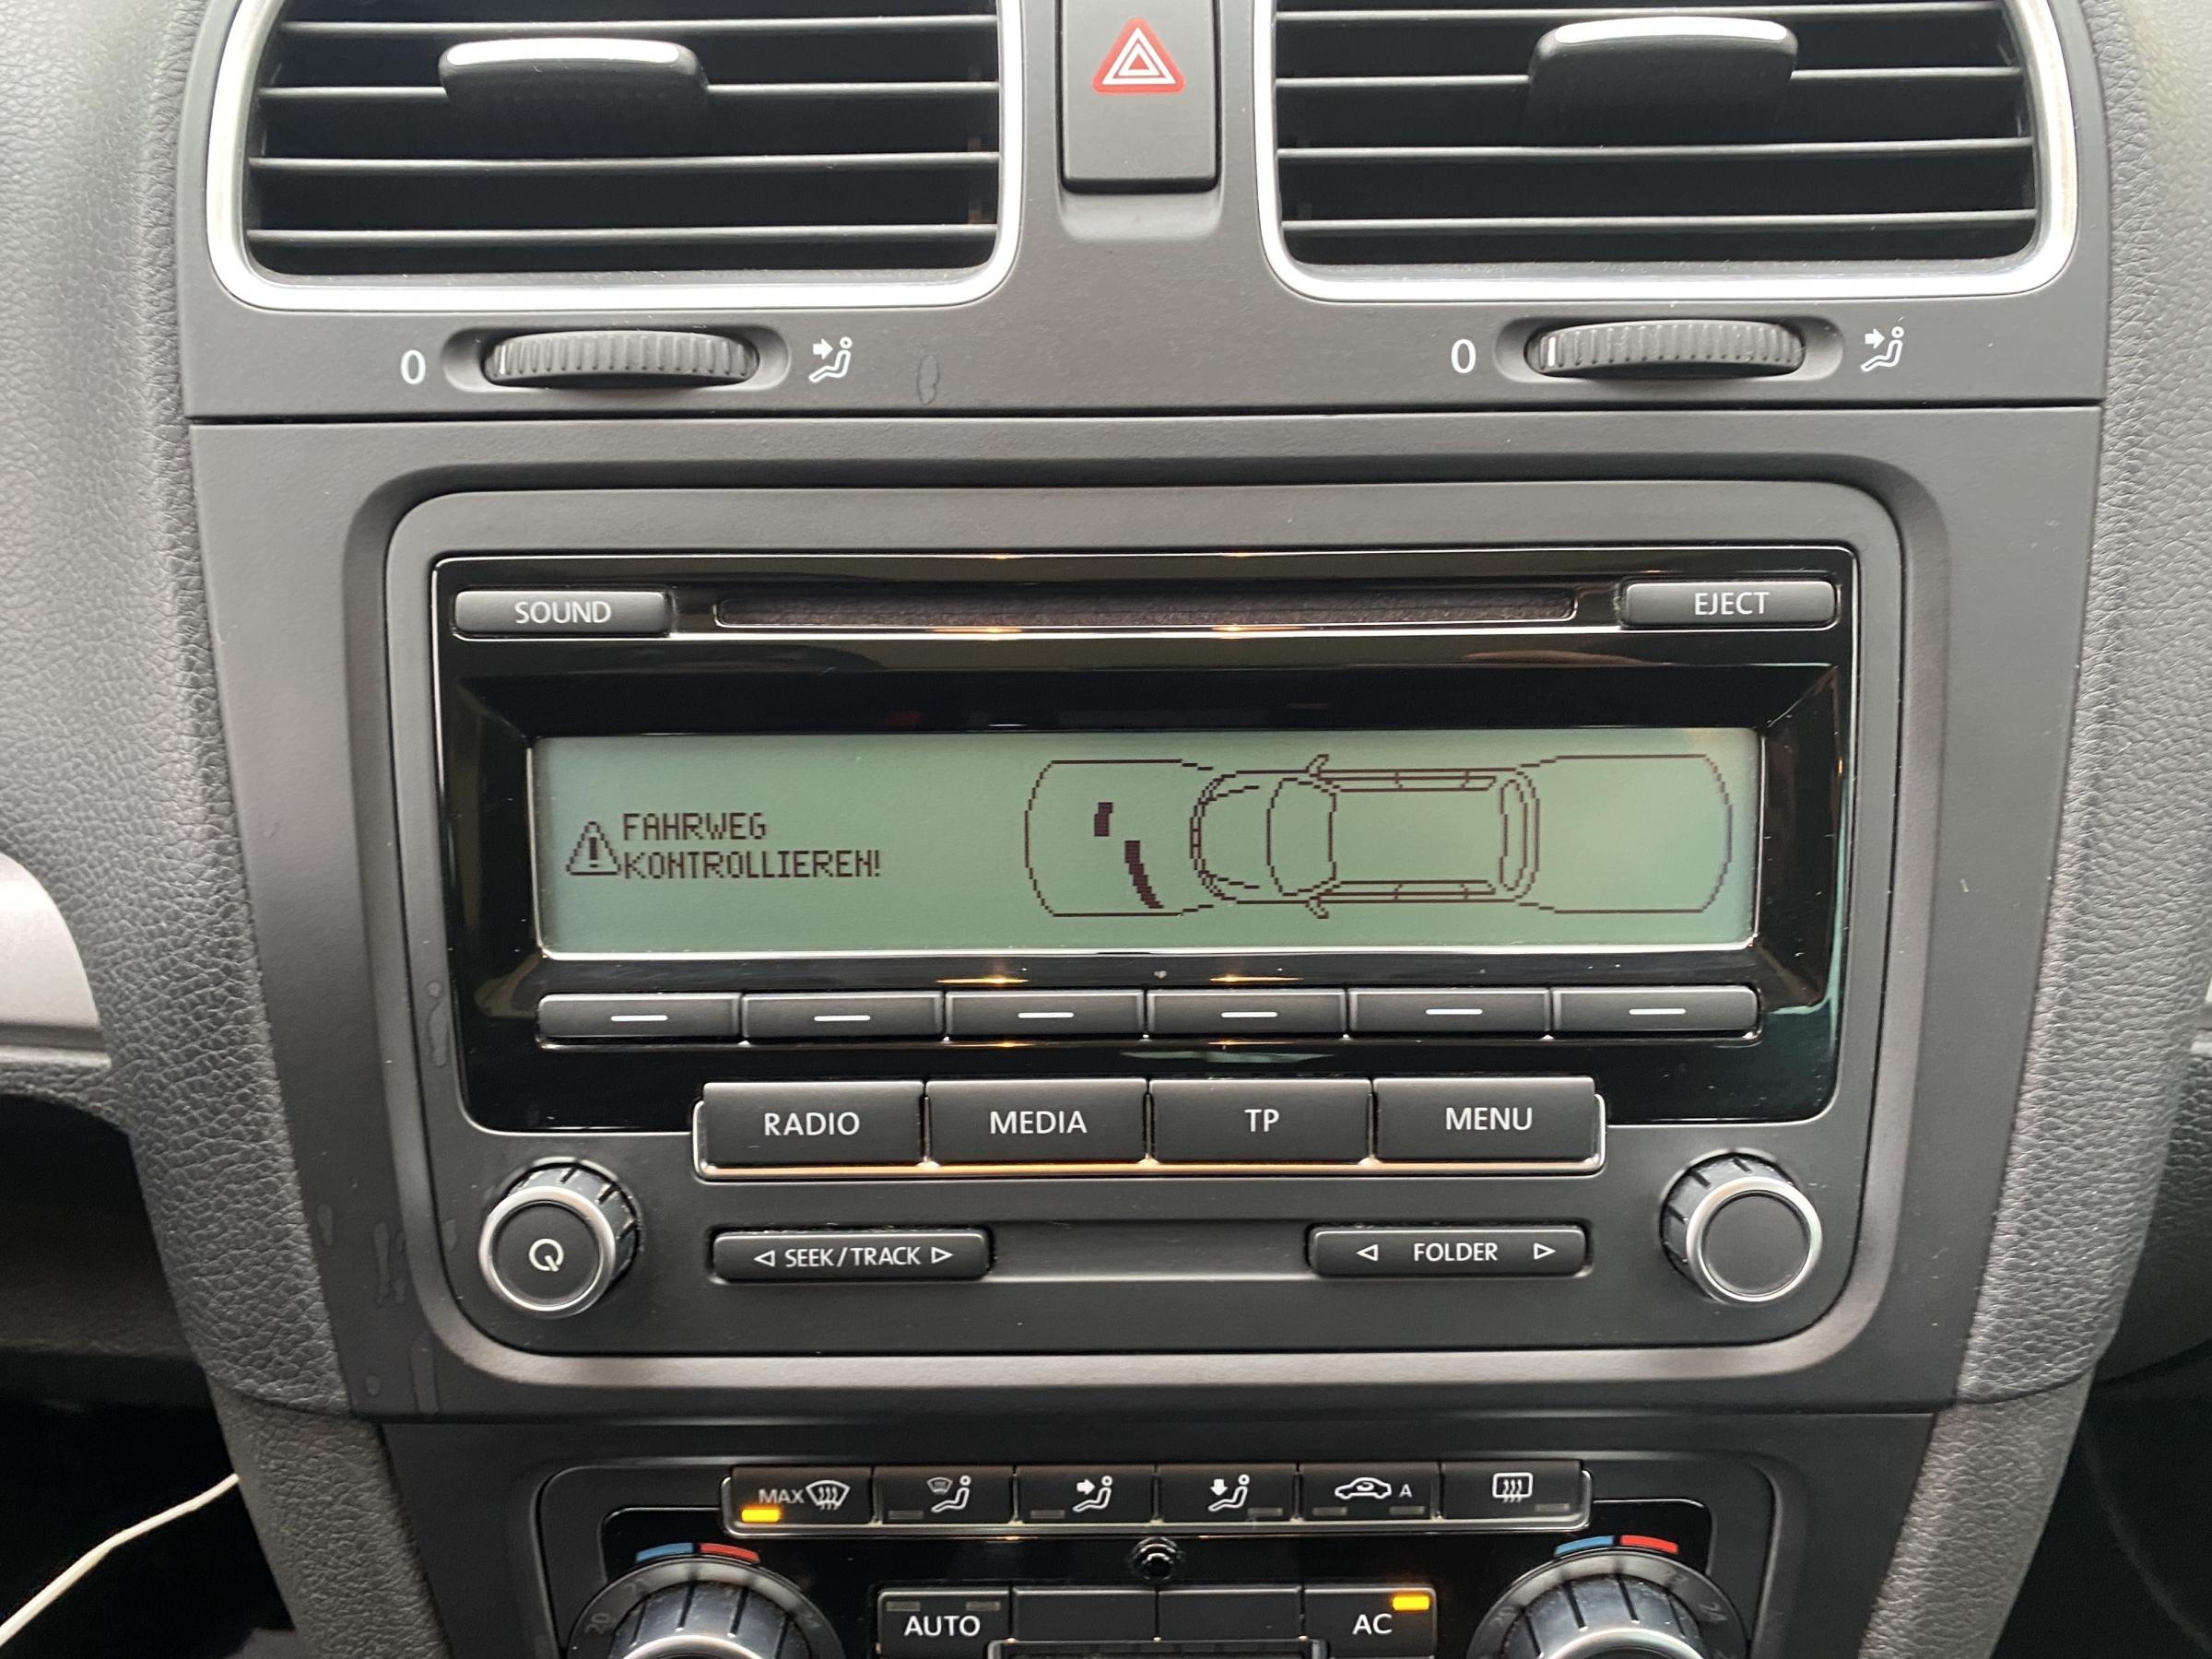 0
0
SOUND
EJECT
FAHRWEG
KONTROLLIEREN!
RADIO
MEDIA
TP
MENU
SEEK/TRACK
FOLDER
MAX
A
AUTO
AC